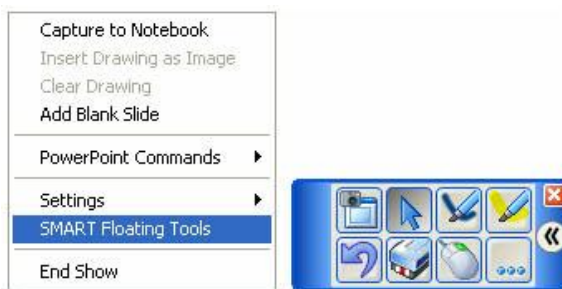 Capture to Notebook
Insert Drawing as Image
Clear Drawing
Add Blank Slide
PowerPoint Commands
Settings
SMART Floating Tools
End Show